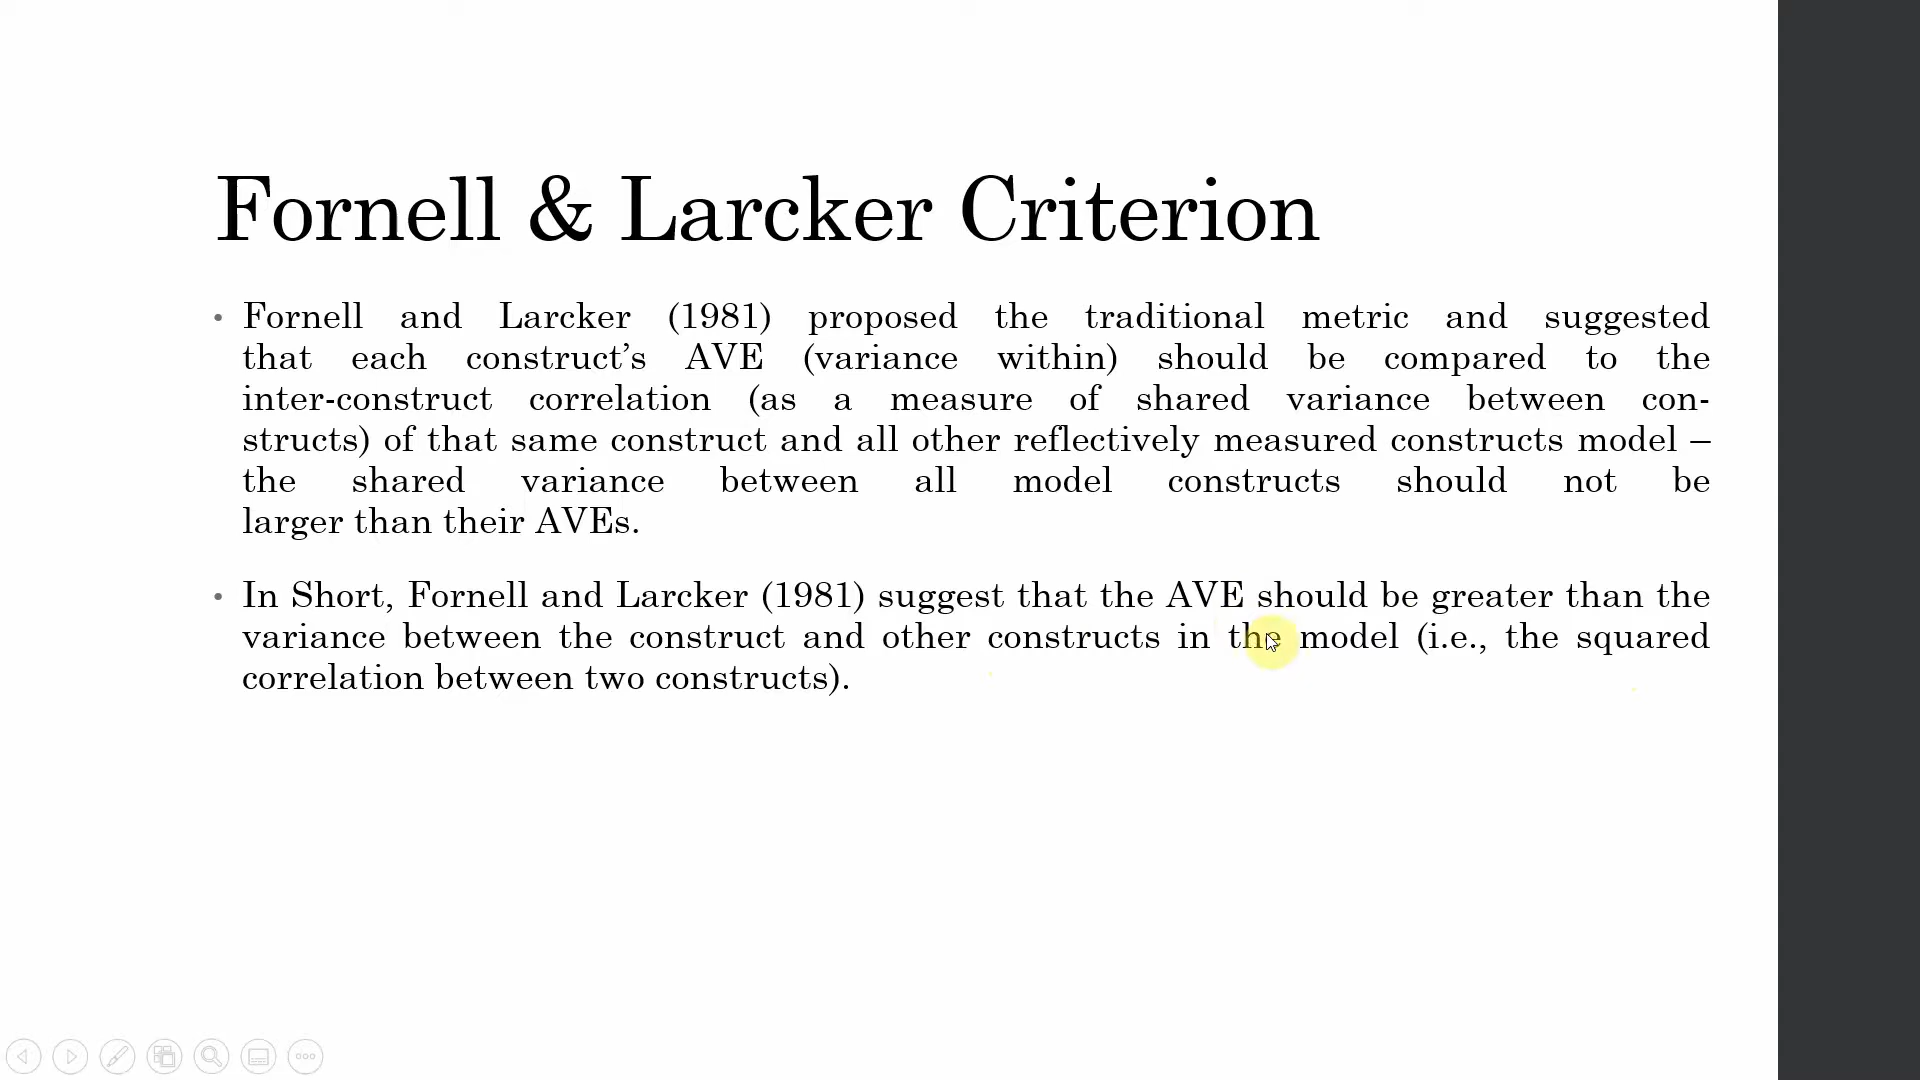 Fornell & Larcker Criterion
• Fornell and Larcker (1981) proposed the traditional metric and suggested
that each construct’s AVE (variance within) should be compared to the
inter-construct correlation (as a measure of shared variance between con-
structs) of that same construct and all other reflectively measured constructs model –
the shared variance between all model constructs should not be
larger than their AVEs.
• In Short, Fornell and Larcker (1981) suggest that the AVE should be greater than the
variance between the construct and other constructs in the model (i.e., the squared
correlation between two constructs).